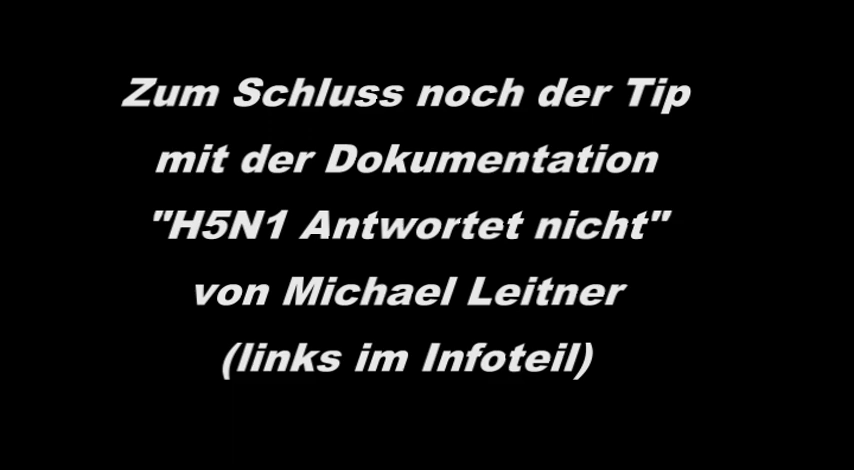 Zum Schluss noch der Tip
mit der Dokumentation
"H5N1 Antwortet nicht"
von Michael Leitner
(links im Infoteil)